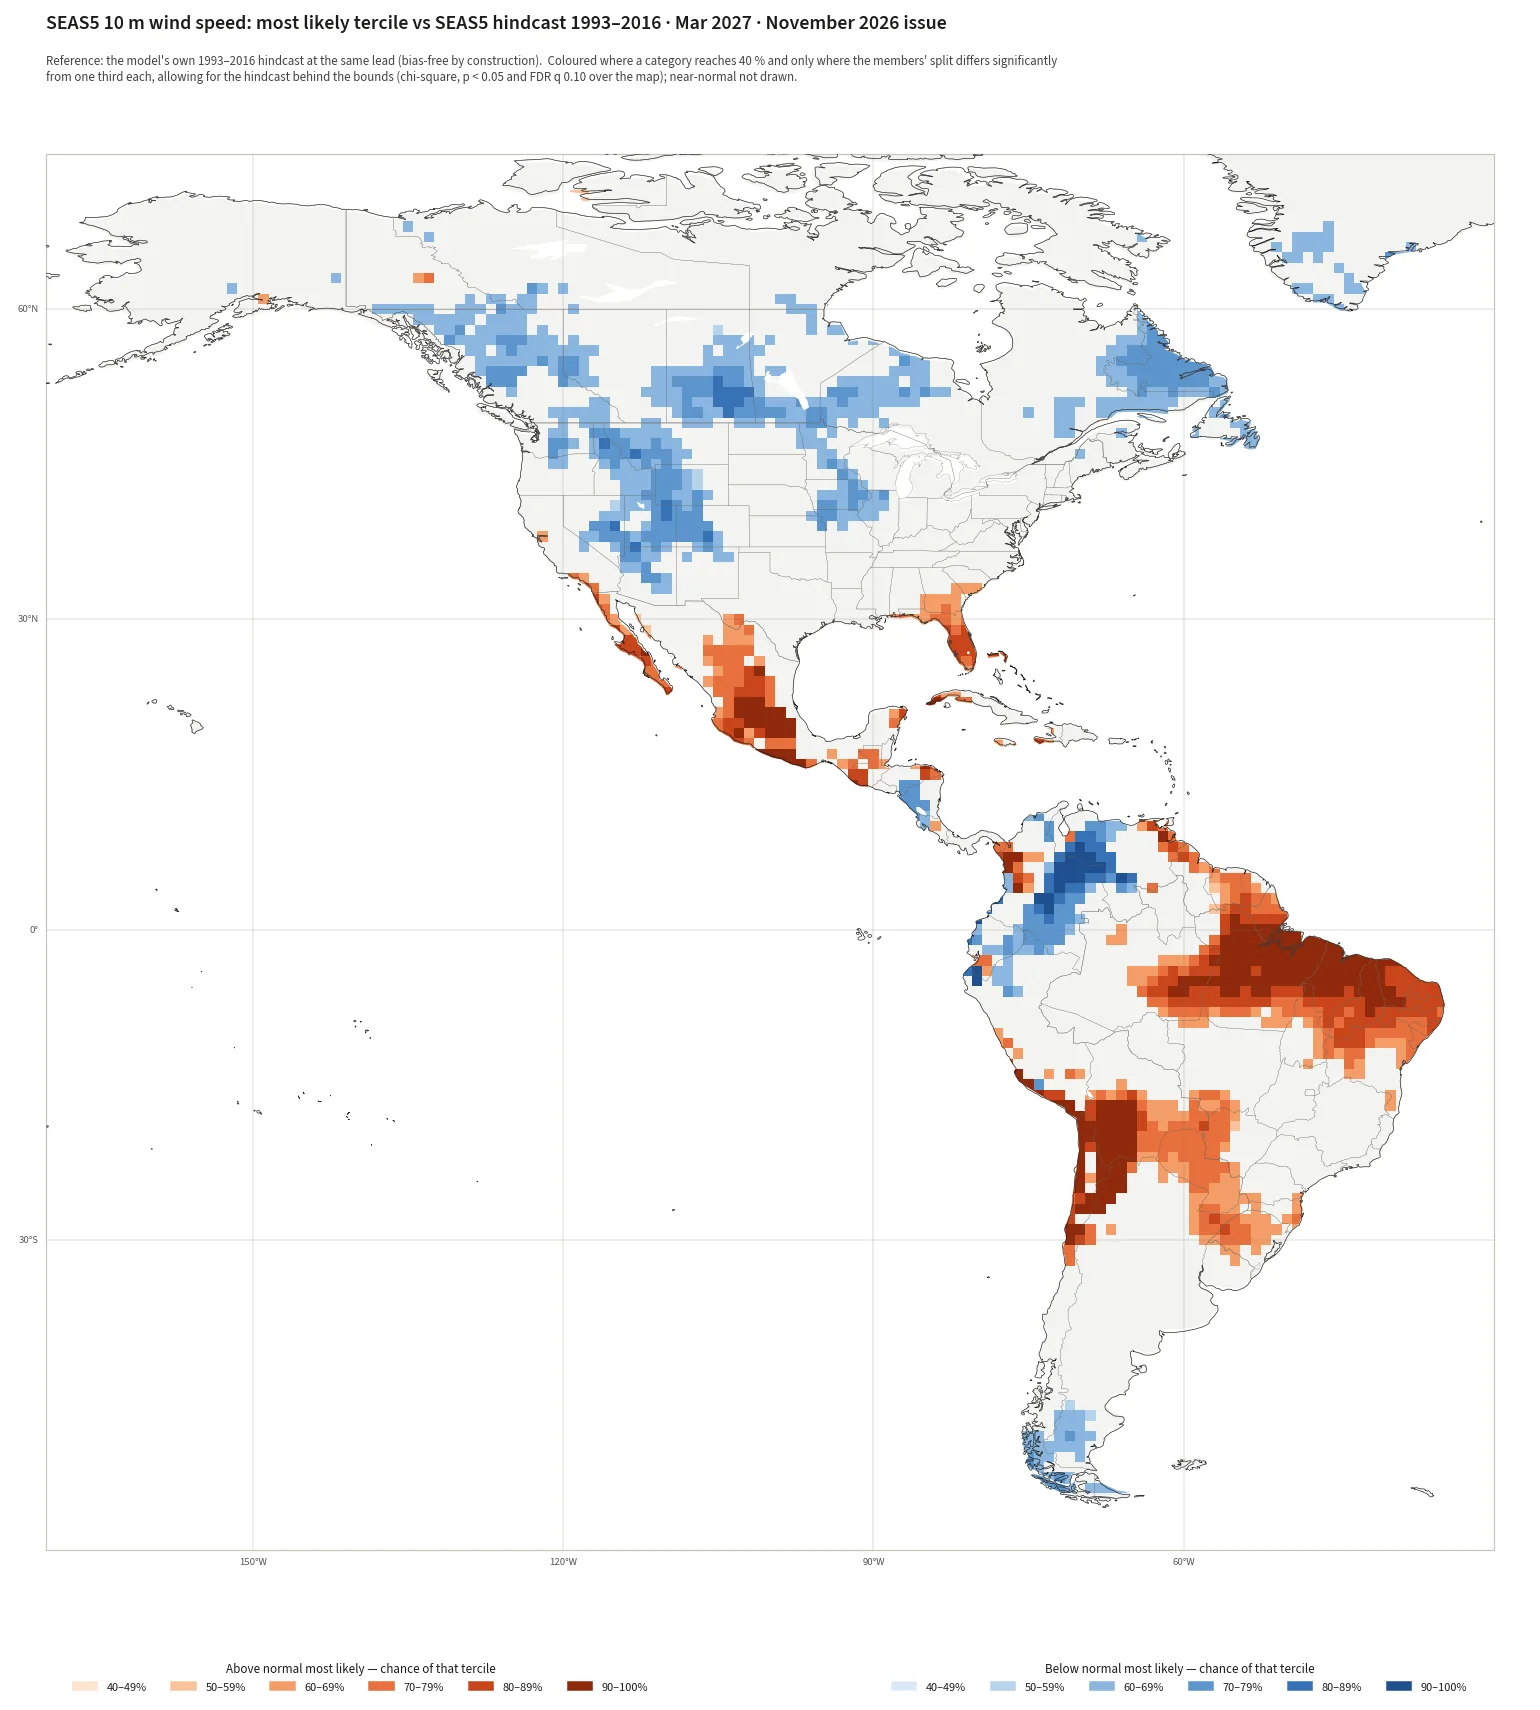 SEAS5 10 m wind speed: most likely tercile vs SEAS5 hindcast 1993–2016 · Mar 2027 · November 2026 issue
Reference: the model's own 1993–2016 hindcast at the same lead (bias-free by construction). Coloured where a category reaches 40 % and only where the members' split differs significantly
from one third each, allowing for the hindcast behind the bounds (chi-square, p < 0.05 and FDR q 0.10 over the map); near-normal not drawn.
60°N
30°N
0°
30°S
150°W 120°W 90°W 60°W
Above normal most likely — chance of that tercile
40–49% 50–59% 60–69% 70–79% 80–89% 90–100%
Below normal most likely — chance of that tercile
40–49% 50–59% 60–69% 70–79% 80–89% 90–100%